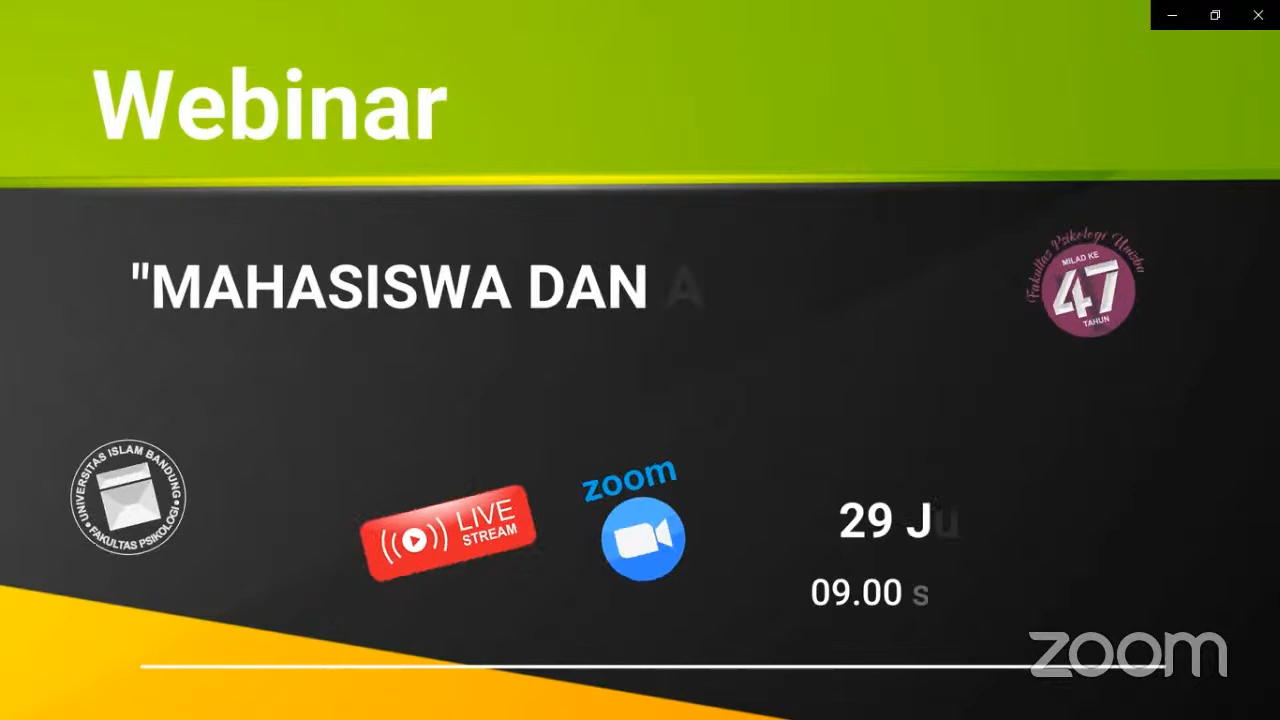 Webinar
"MAHASISWA DAN A
Fakultas Psikologi Unisba
MILAD KE
47
TAHUN
UNIVERSITAS ISLAM BANDUNG
FAKULTAS PSIKOLOGI
LIVE
STREAM
zoom
29 Ju
09.00 s
zoom